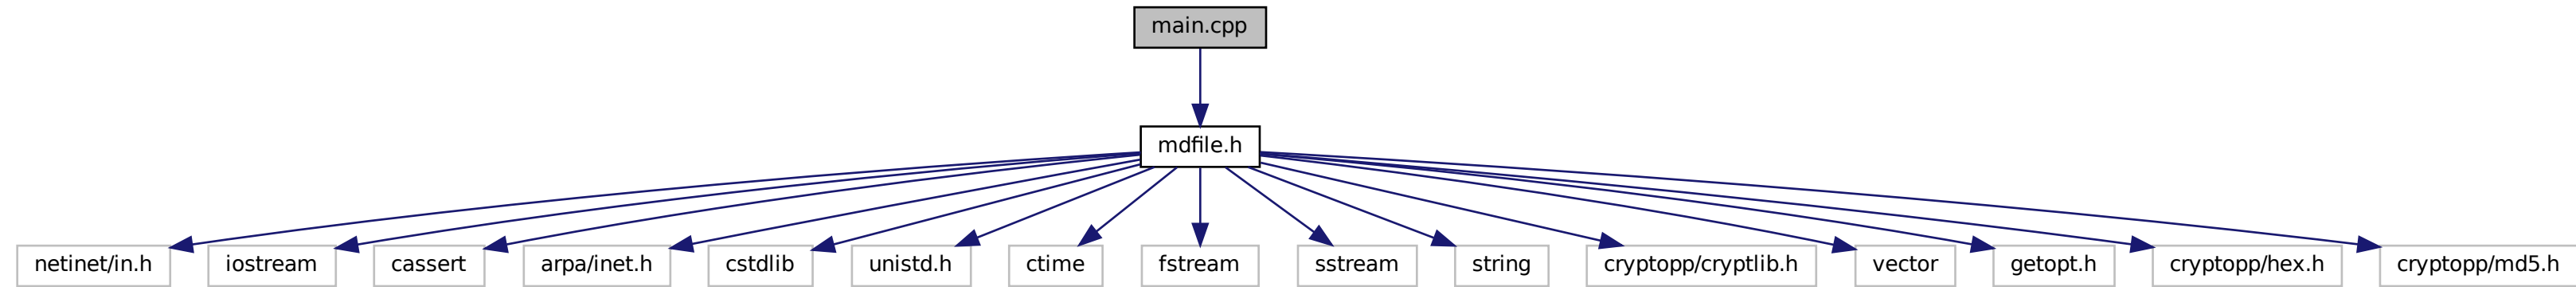 main.cpp
mdfile.h
netinet/in.h
iostream
cassert
arpa/inet.h
cstdlib
unistd.h
ctime
fstream
sstream
string
cryptopp/cryptlib.h
vector
getopt.h
cryptopp/hex.h
cryptopp/md5.h